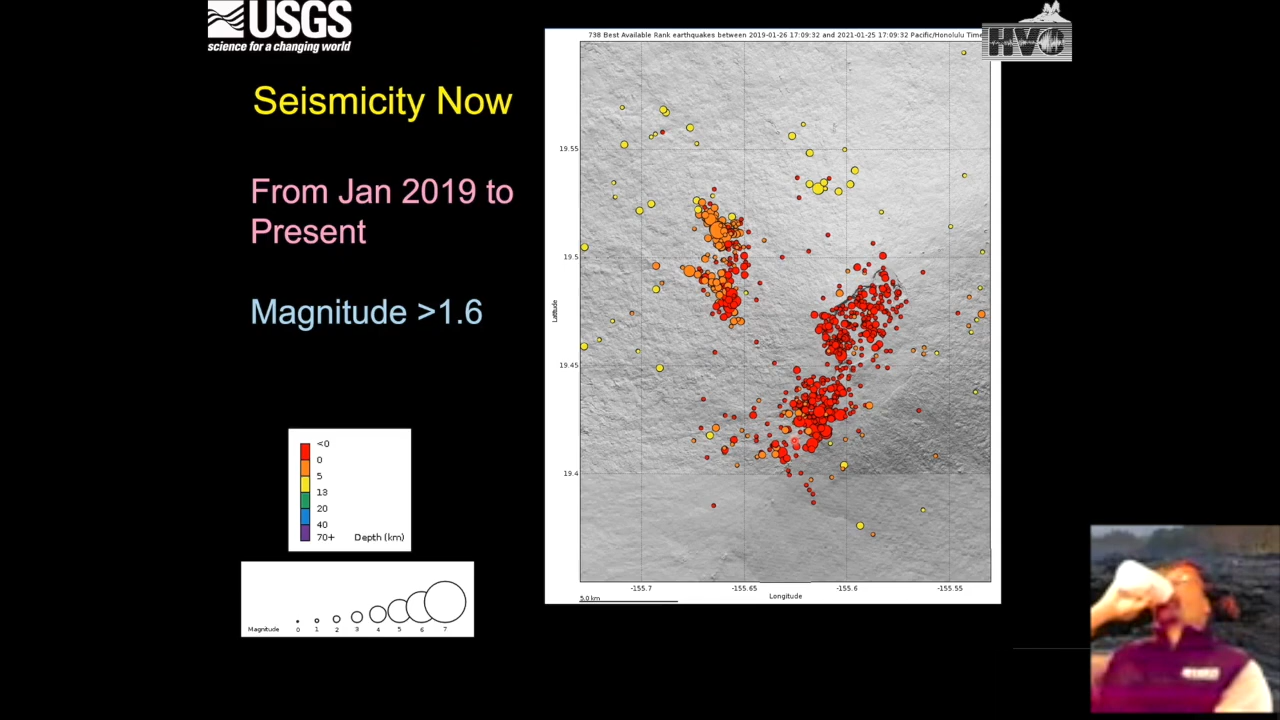 USGS
science for a changing world
HVO
Seismicity Now
From Jan 2019 to
Present
Magnitude >1.6
<0
0
5
13
20
40
70+ Depth (km)
Magnitude 0 1 2 3 4 5 6 7
738 Best Available Rank earthquakes between 2019-01-26 17:09:32 and 2021-01-25 17:09:32 Pacific/Honolulu Time
19.55
19.5
19.45
19.4
Latitude
-155.7 -155.65 -155.6 -155.55
Longitude
5.0 km